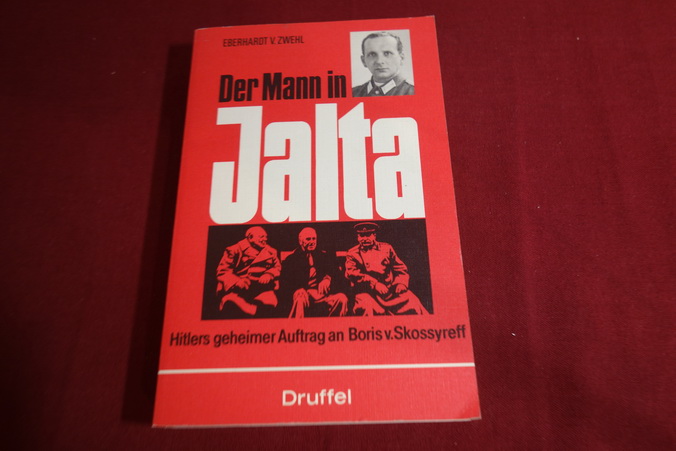 EBERHARDT V. ZWEHL
Der Mann in
Jalta
Hitlers geheimer Auftrag an Boris v. Skossyreff
Druffel